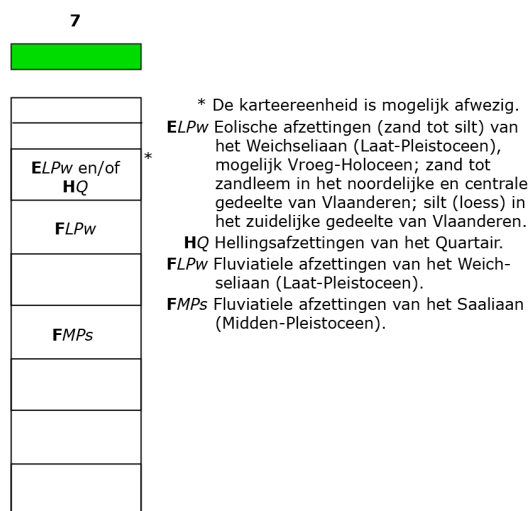 7
* De karteereenheid is mogelijk afwezig.
ELPw Eolische afzettingen (zand tot silt) van
het Weichseliaan (Laat-Pleistoceen),
mogelijk Vroeg-Holoceen; zand tot
zandleem in het noordelijke en centrale
gedeelte van Vlaanderen; silt (loess) in
het zuidelijke gedeelte van Vlaanderen.
HQ Hellingsafzettingen van het Quartair.
FLPw Fluviatiele afzettingen van het Weich-
seliaan (Laat-Pleistoceen).
FMPs Fluviatiele afzettingen van het Saaliaan
(Midden-Pleistoceen).
ELPw en/of *
HQ
FLPw
FMPs